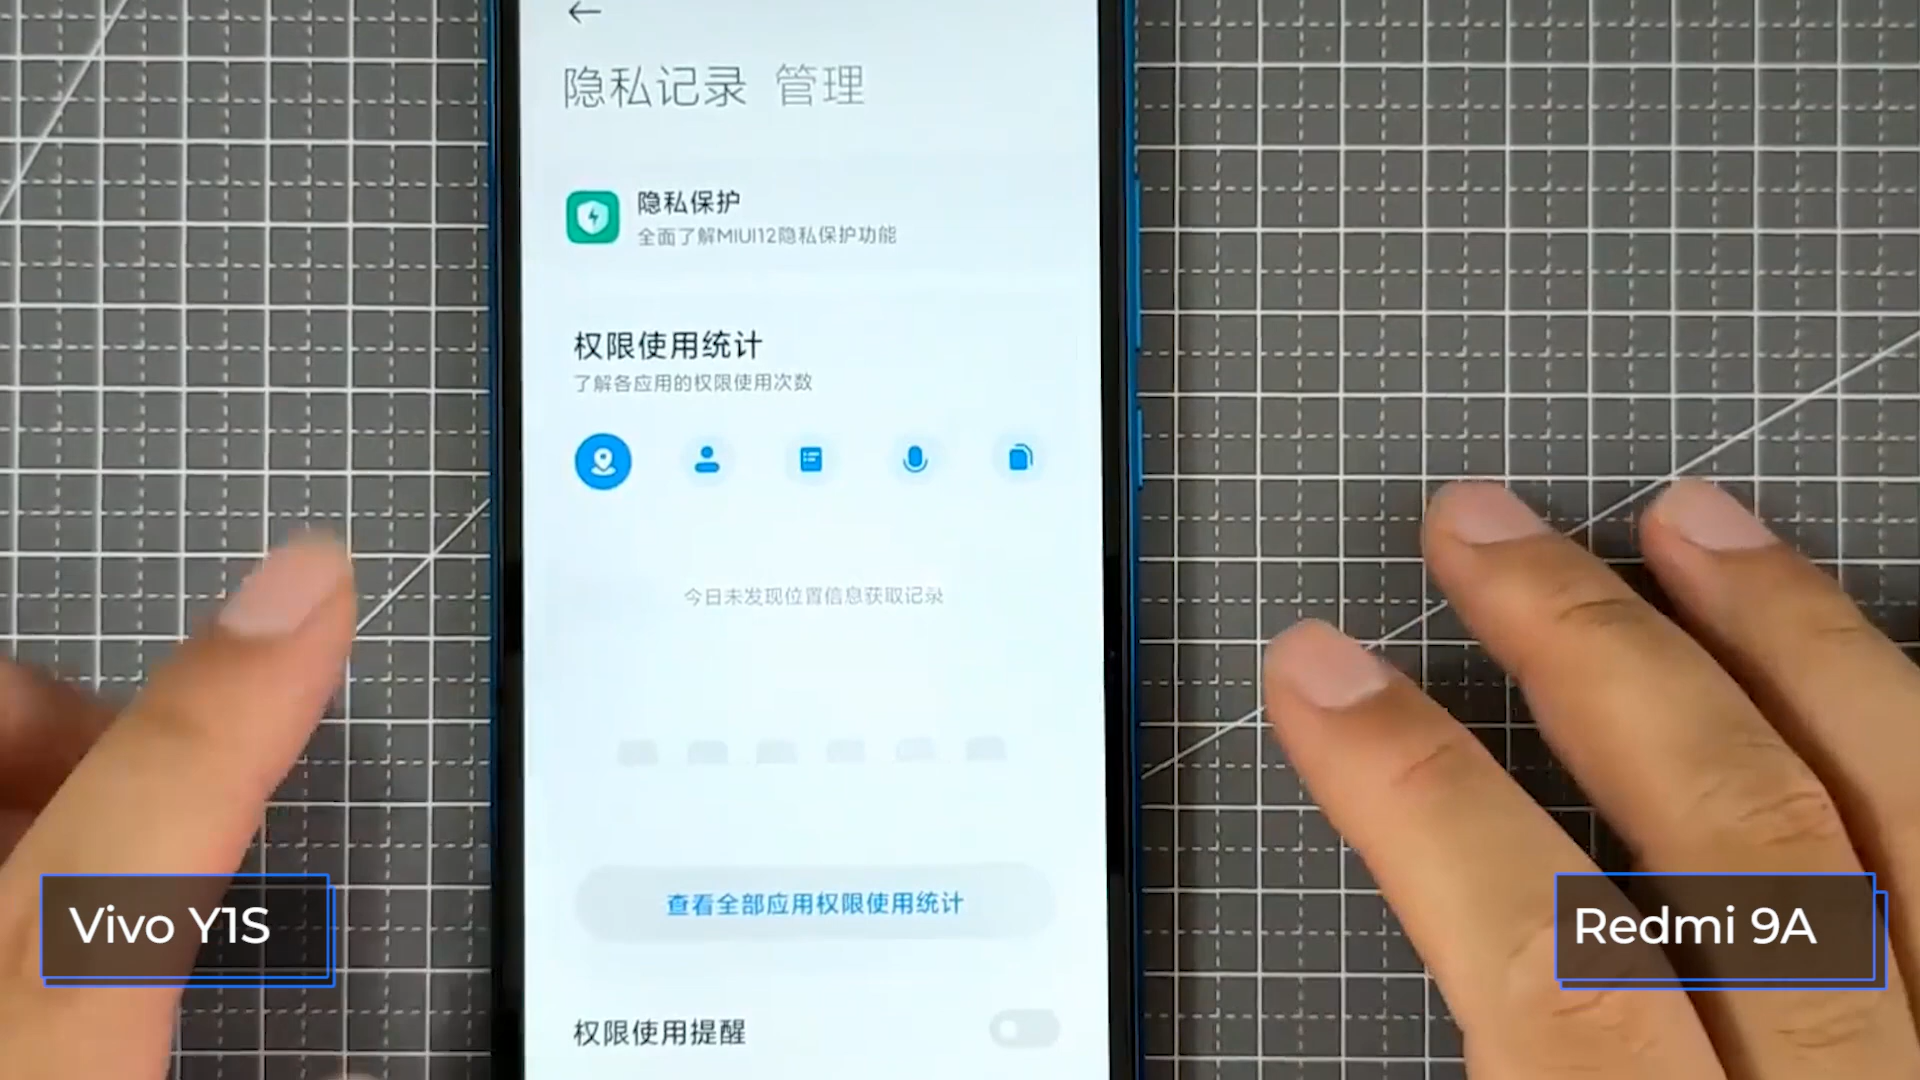 隐私记录 管理
隐私保护
全面了解MIUI12隐私保护功能
权限使用统计
了解各应用的权限使用次数
今日未发现位置信息获取记录
查看全部应用权限使用统计
权限使用提醒
Vivo Y1S
Redmi 9A